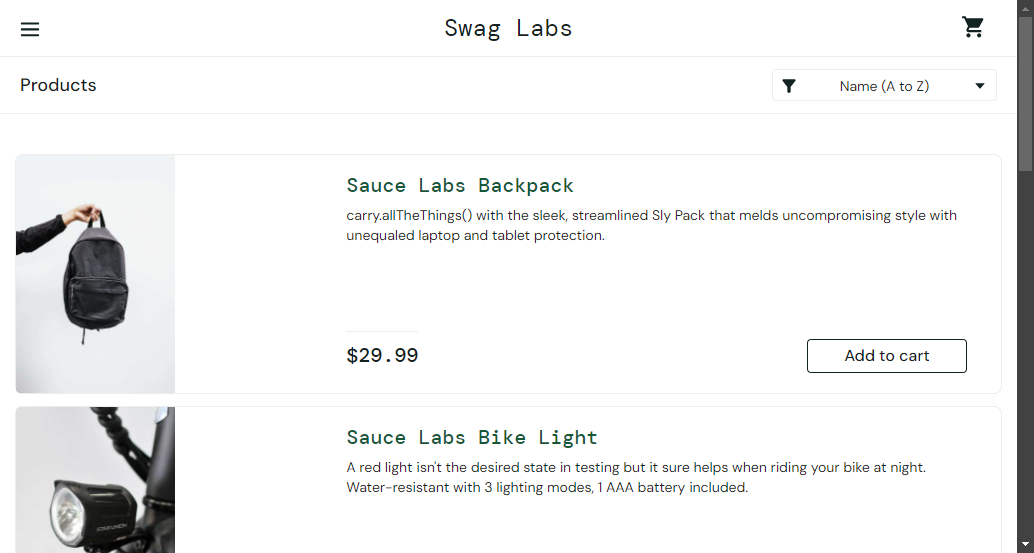 Swag Labs
Products
Name (A to Z)
Sauce Labs Backpack
carry.allTheThings() with the sleek, streamlined Sly Pack that melds uncompromising style with
unequaled laptop and tablet protection.
$29.99
Add to cart
Sauce Labs Bike Light
A red light isn't the desired state in testing but it sure helps when riding your bike at night.
Water-resistant with 3 lighting modes, 1 AAA battery included.